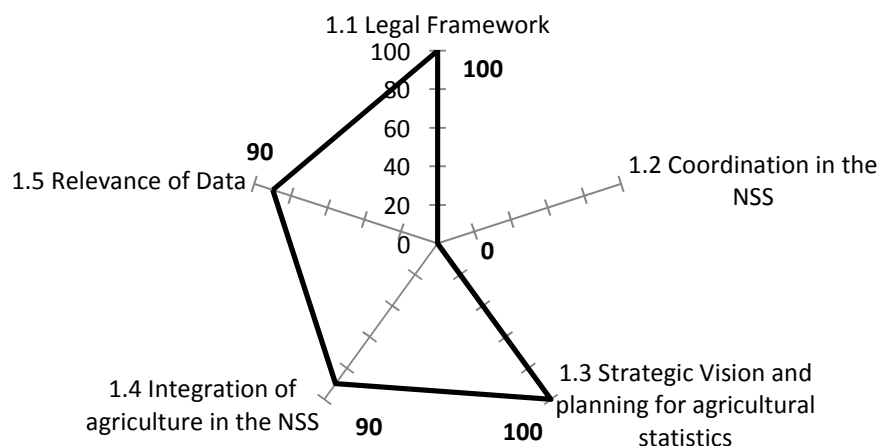 1.1 Legal Framework
100
100
80
60
40
20
0
90
1.5 Relevance of Data
1.2 Coordination in the
NSS
0
1.4 Integration of
agriculture in the NSS
90
100
1.3 Strategic Vision and
planning for agricultural
statistics